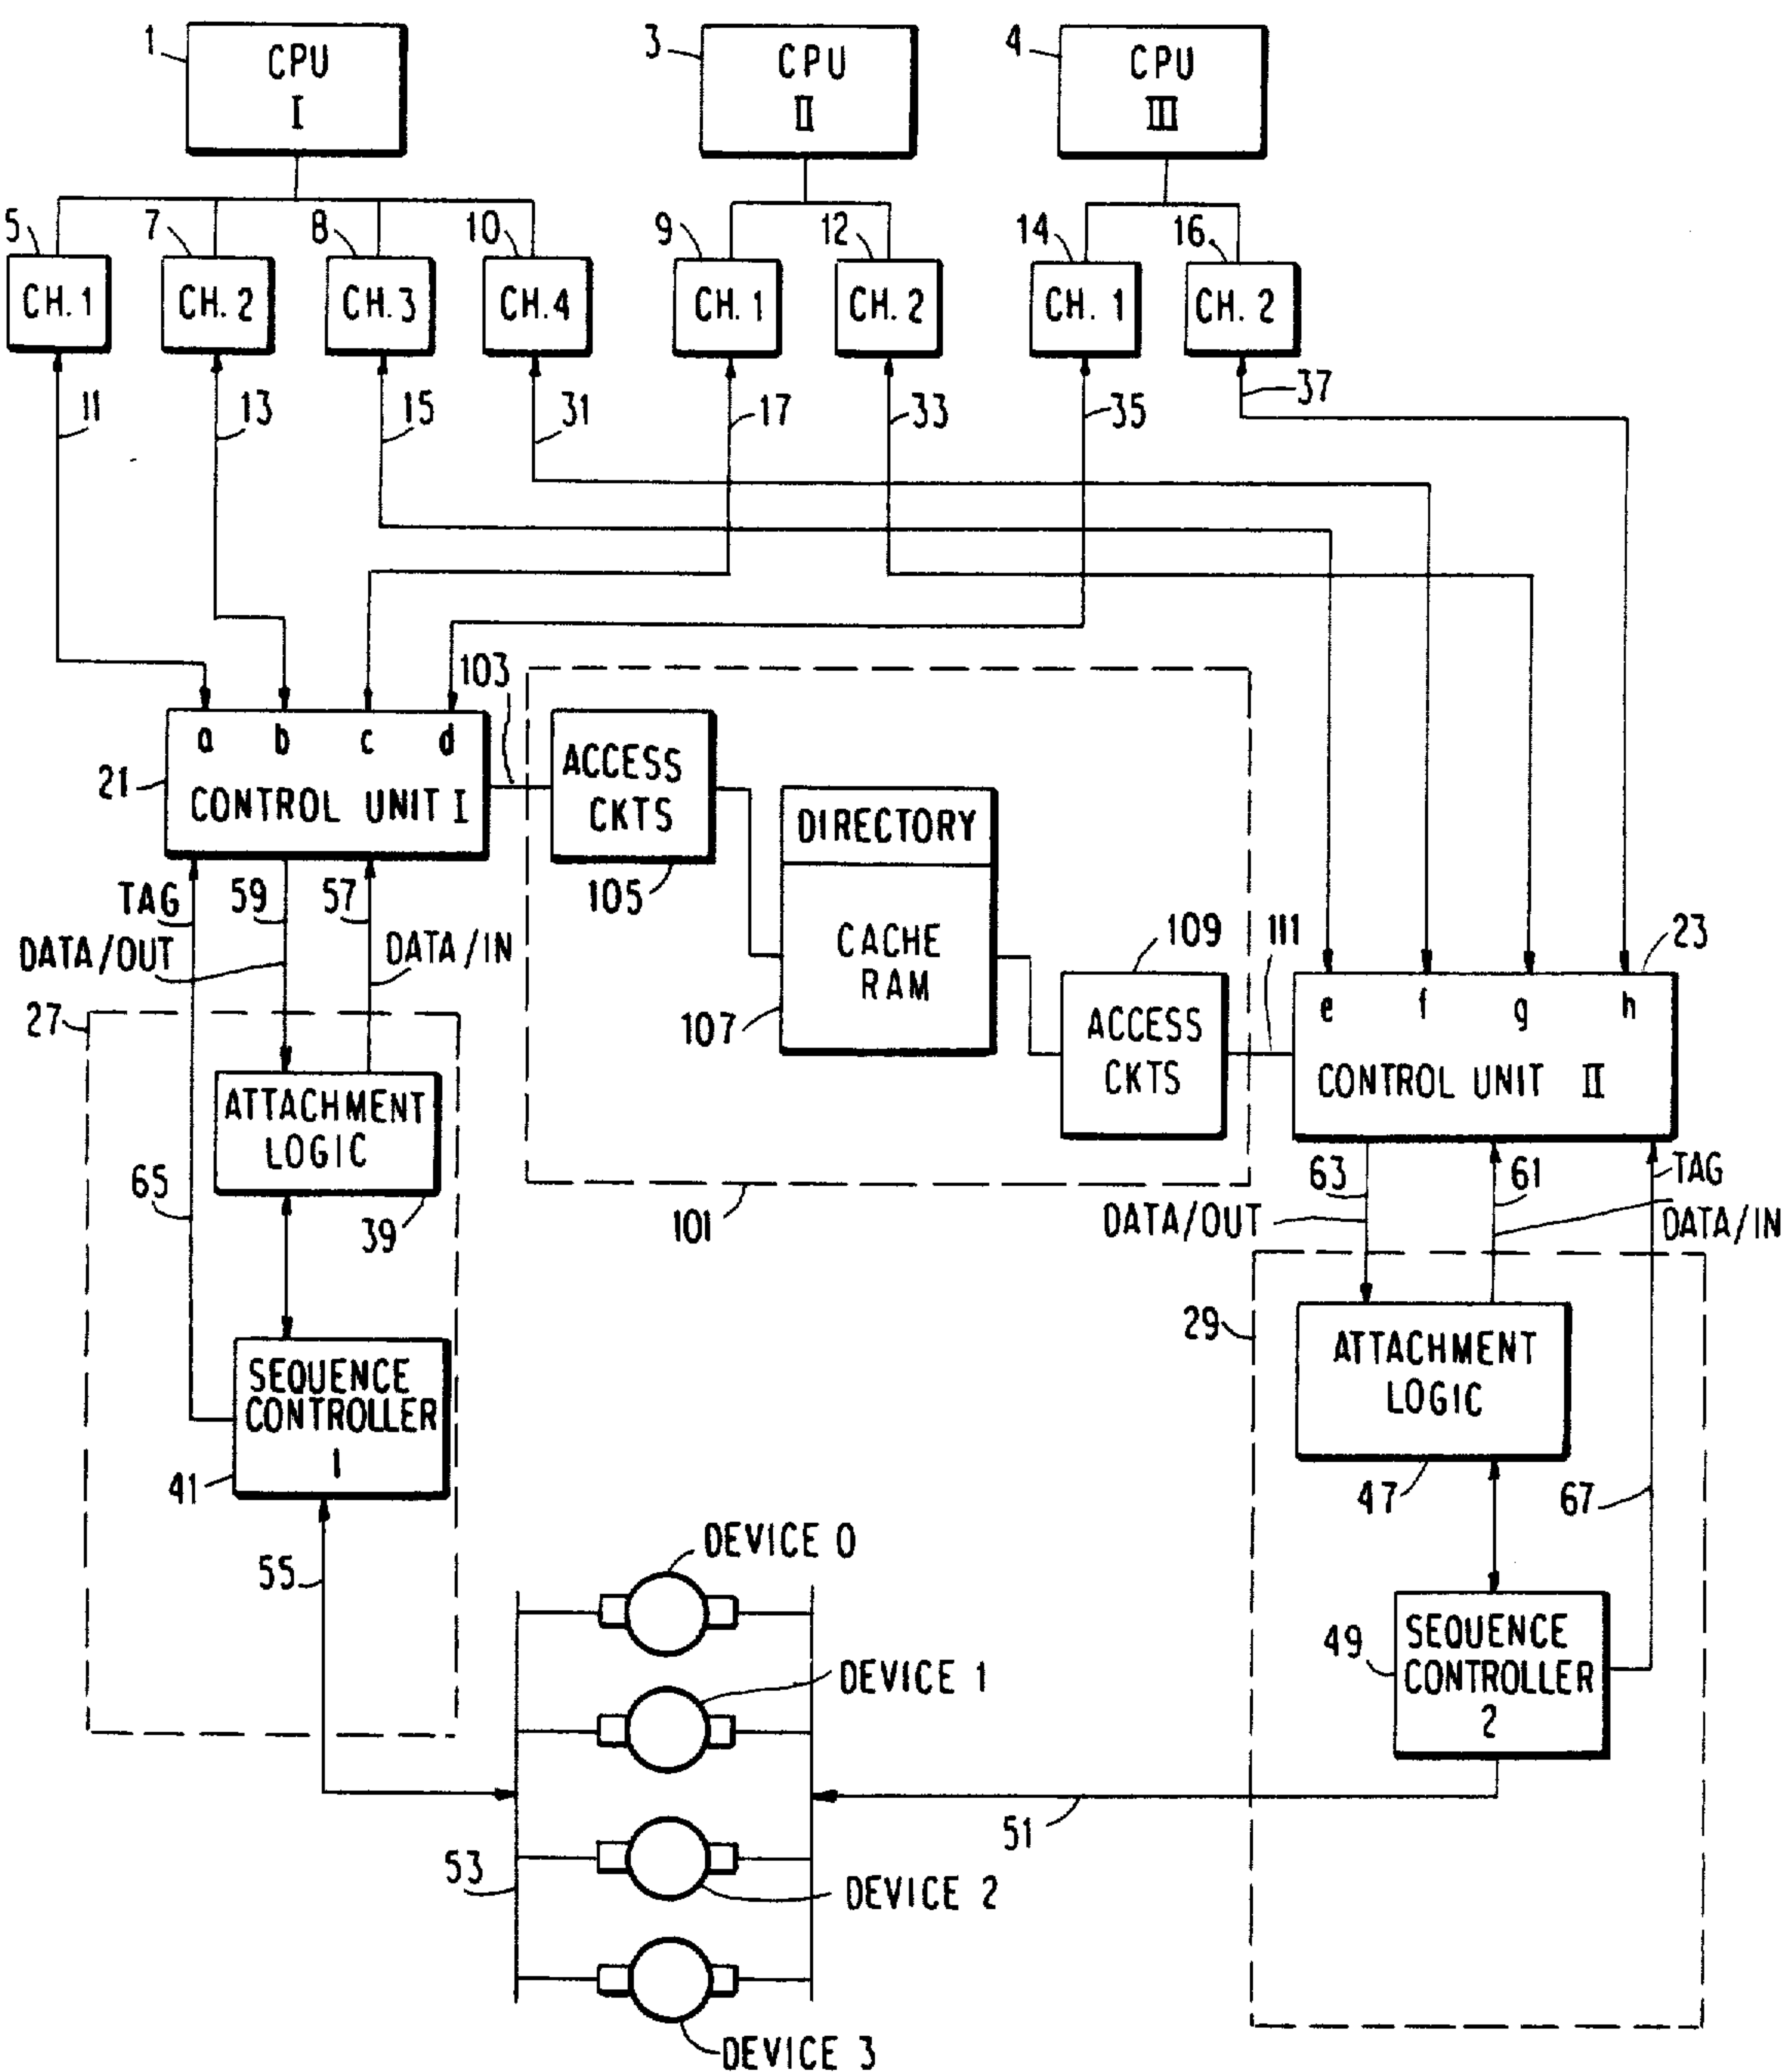 1
CPU
I
3
CPU
II
4
CPU
III
5
7
8
10
9
12
14
16
CH. 1
CH. 2
CH. 3
CH. 4
CH. 1
CH. 2
CH. 1
CH. 2
11
13
15
31
17
33
35
37
103
a b c d
21
CONTROL UNIT I
ACCESS
CKTS
105
DIRECTORY
CACHE
RAM
107
109
ACCESS
CKTS
111
23
e f g h
CONTROL UNIT II
TAG
59
57
DATA/OUT
DATA/IN
27
ATTACHMENT
LOGIC
39
65
101
63
61
TAG
DATA/OUT
DATA/IN
SEQUENCE
CONTROLLER
1
41
29
ATTACHMENT
LOGIC
47
67
55
DEVICE 0
DEVICE 1
49
SEQUENCE
CONTROLLER
2
51
53
DEVICE 2
DEVICE 3